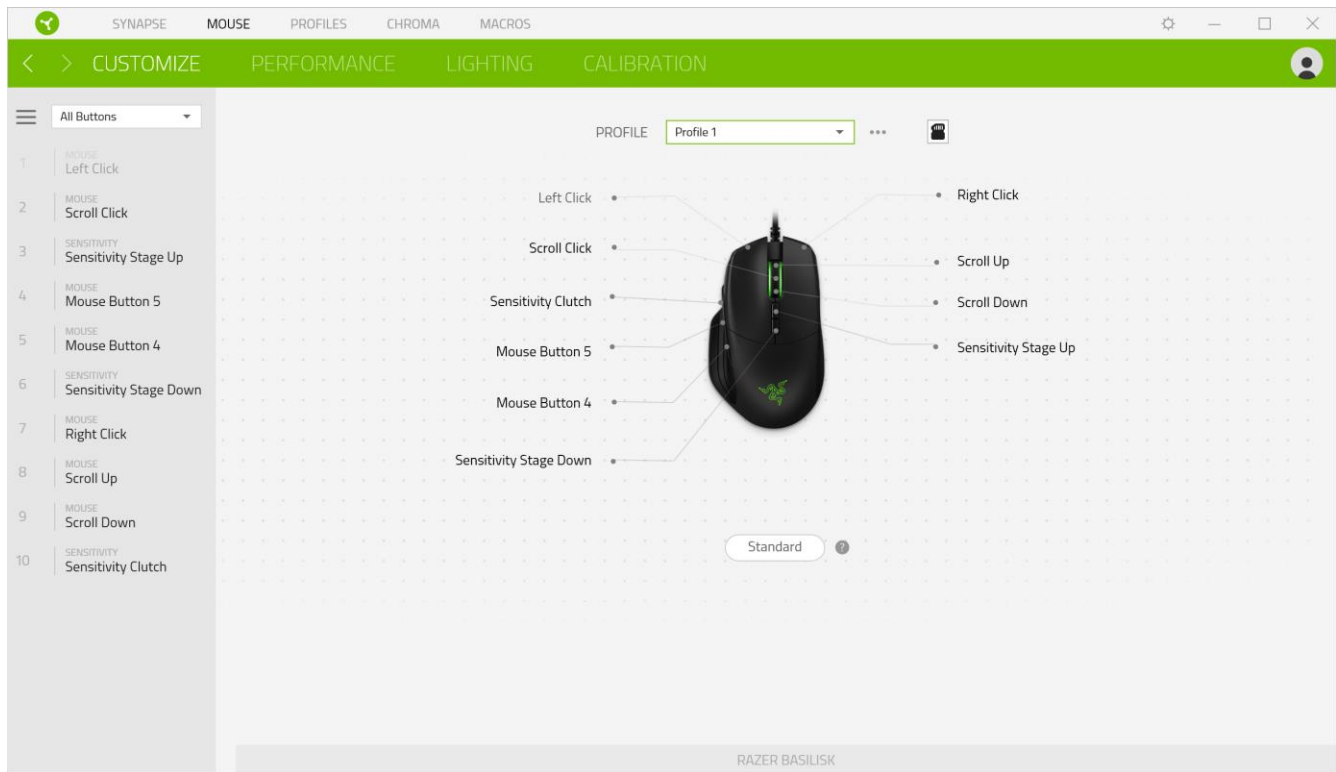 SYNAPSE MOUSE PROFILES CHROMA MACROS
CUSTOMIZE PERFORMANCE LIGHTING CALIBRATION
All Buttons
1 MOUSE
Left Click
2 MOUSE
Scroll Click
3 SENSITIVITY
Sensitivity Stage Up
4 MOUSE
Mouse Button 5
5 MOUSE
Mouse Button 4
6 SENSITIVITY
Sensitivity Stage Down
7 MOUSE
Right Click
8 MOUSE
Scroll Up
9 MOUSE
Scroll Down
10 SENSITIVITY
Sensitivity Clutch
PROFILE Profile 1
Left Click
Scroll Click
Sensitivity Clutch
Mouse Button 5
Mouse Button 4
Sensitivity Stage Down
Right Click
Scroll Up
Scroll Down
Sensitivity Stage Up
Standard ?
RAZER BASILISK